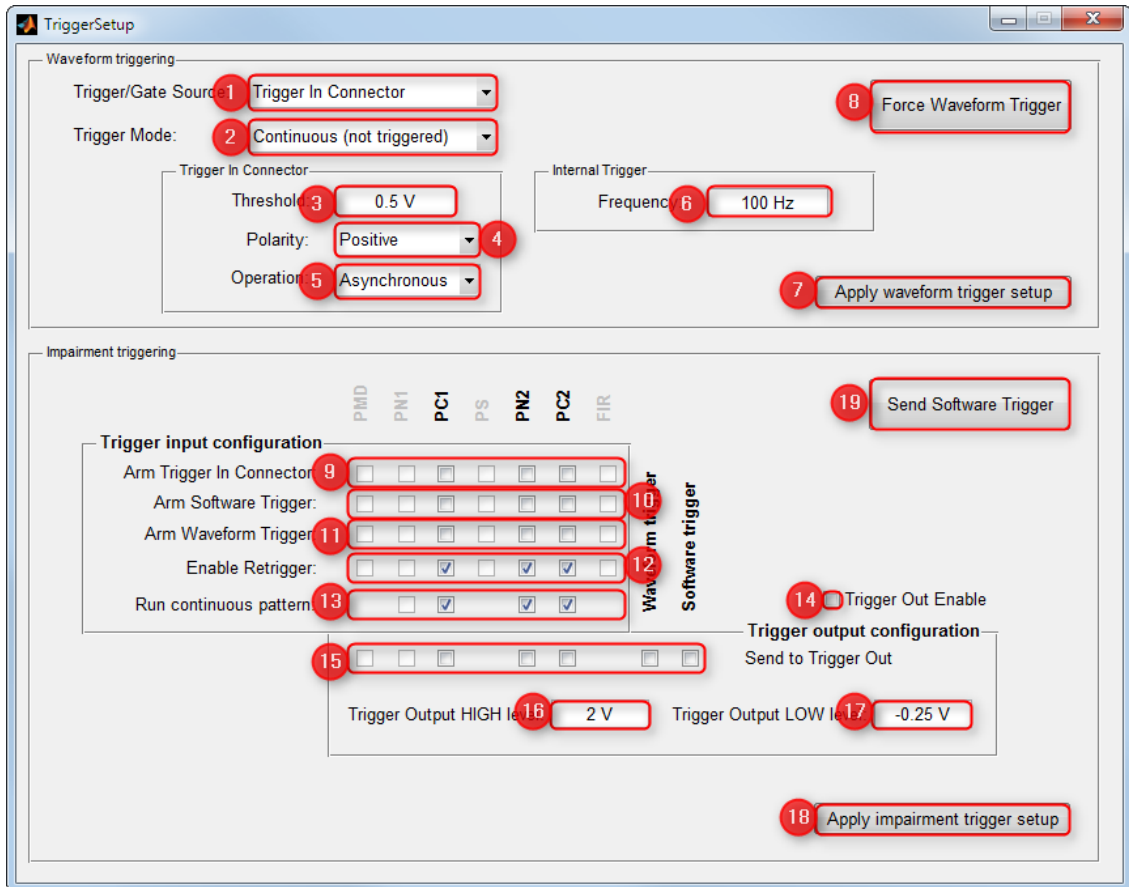 TriggerSetup
Waveform triggering
Trigger/Gate Source 1 Trigger In Connector
8 Force Waveform Trigger
Trigger Mode: 2 Continuous (not triggered)
Trigger In Connector
Threshold: 3 0.5 V
Polarity: Positive 4
Operation: 5 Asynchronous
Internal Trigger
Frequency 6 100 Hz
7 Apply waveform trigger setup
Impairment triggering
PMD PN1 PC1 PS PN2 PC2 FIR
19 Send Software Trigger
Trigger input configuration
Arm Trigger In Connector 9
Arm Software Trigger: 10
Arm Waveform Trigger 11
Enable Retrigger: 12
Run continuous pattern 13
Waveform trigger
Software trigger
14 Trigger Out Enable
Trigger output configuration
15 Send to Trigger Out
Trigger Output HIGH level 16 2 V
Trigger Output LOW level 17 -0.25 V
18 Apply impairment trigger setup